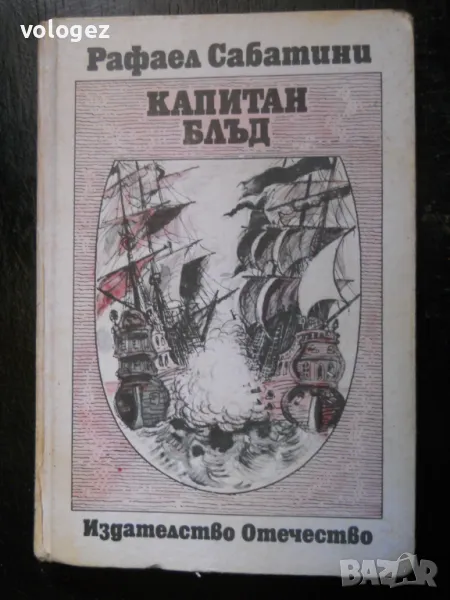 vologez
Рафаел Сабатини
КАПИТАН
БЛЪД
Издателство Отечество
BAZAR